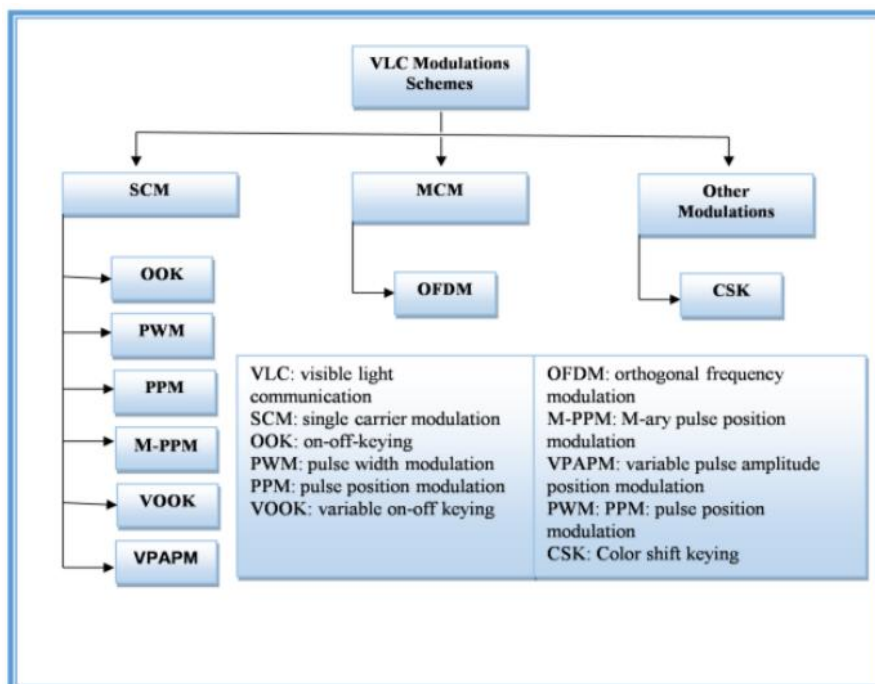 VLC Modulations
Schemes
SCM
MCM
Other
Modulations
OOK
PWM
PPM
M-PPM
VOOK
VPAPM
OFDM
CSK
VLC: visible light
communication
SCM: single carrier modulation
OOK: on-off-keying
PWM: pulse width modulation
PPM: pulse position modulation
VOOK: variable on-off keying
OFDM: orthogonal frequency
modulation
M-PPM: M-ary pulse position
modulation
VPAPM: variable pulse amplitude
position modulation
PWM: PPM: pulse position
modulation
CSK: Color shift keying